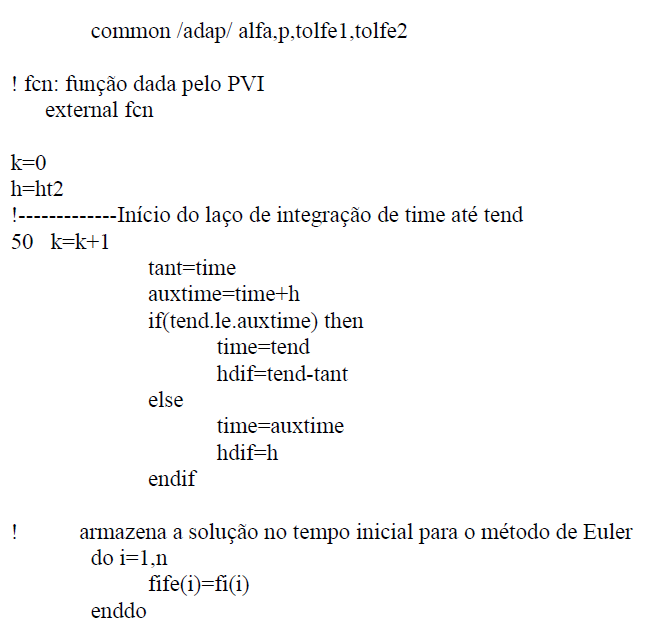 common /adap/ alfa,p,tolfe1,tolfe2
! fcn: função dada pelo PVI
external fcn
k=0
h=ht2
!-------------Início do laço de integração de time até tend
50 k=k+1
tant=time
auxtime=time+h
if(tend.le.auxtime) then
time=tend
hdif=tend-tant
else
time=auxtime
hdif=h
endif
! armazena a solução no tempo inicial para o método de Euler
do i=1,n
fife(i)=fi(i)
enddo